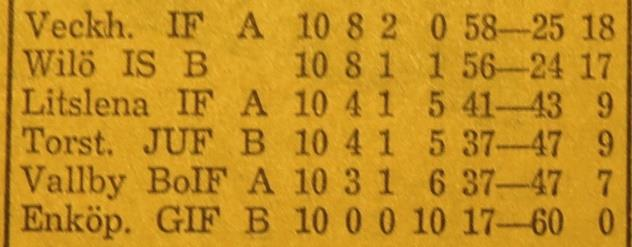 Veckh. IF A 10 8 2 0 58—25 18
Wilö IS B 10 8 1 1 56—24 17
Litslena IF A 10 4 1 5 41—43 9
Torst. JUF B 10 4 1 5 37—47 9
Vallby BoIF A 10 3 1 6 37—47 7
Enköp. GIF B 10 0 0 10 17—60 0